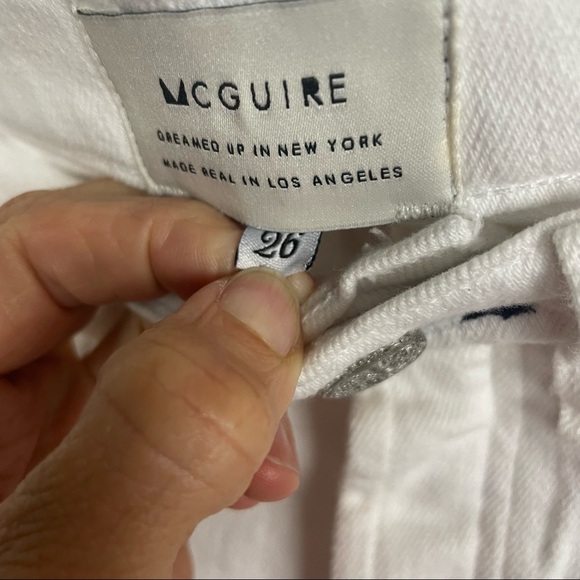 MCGUIRE
DREAMED UP IN NEW YORK
MADE REAL IN LOS ANGELES
26